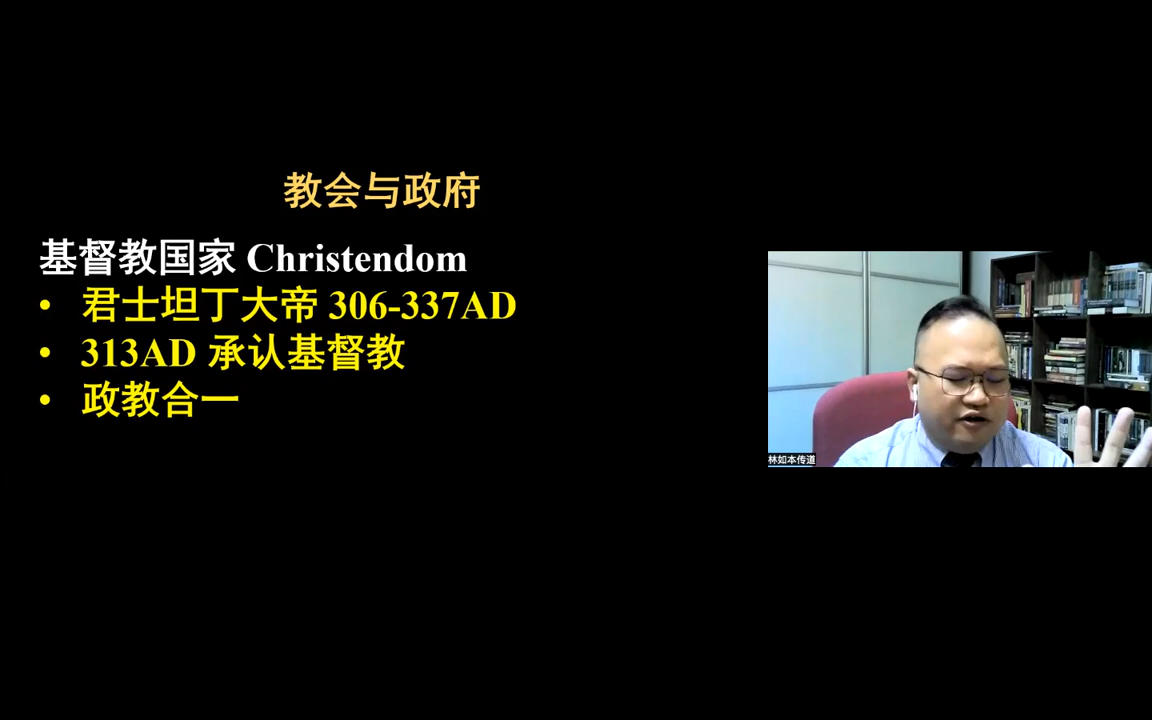 教会与政府
基督教国家 Christendom
• 君士坦丁大帝 306-337AD
• 313AD 承认基督教
• 政教合一
林如本传道